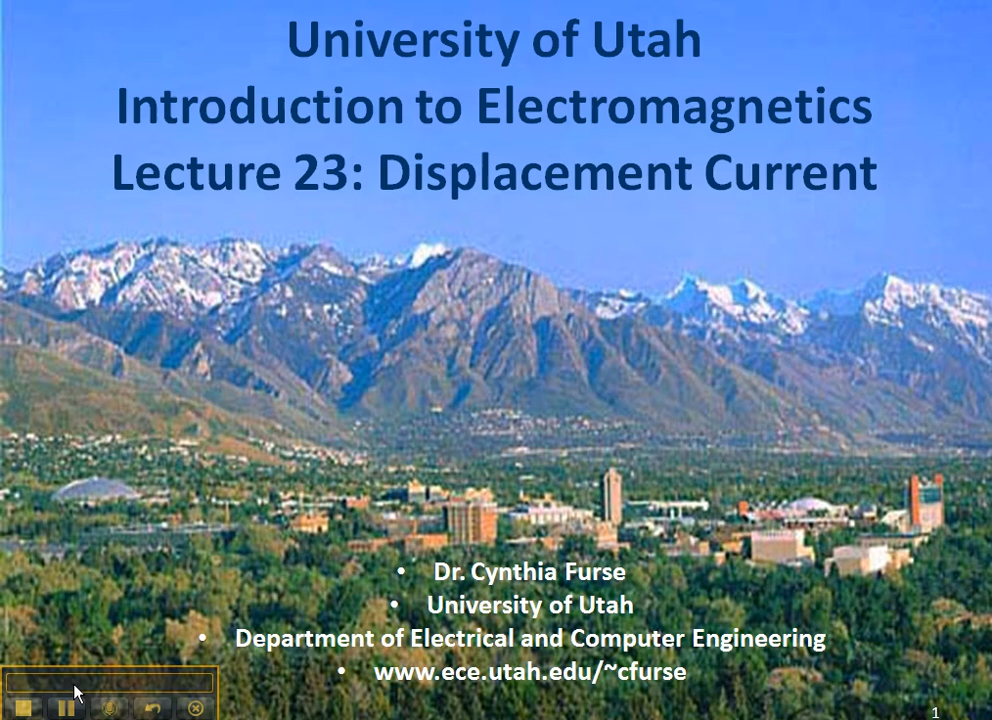 University of Utah
Introduction to Electromagnetics
Lecture 23: Displacement Current
• Dr. Cynthia Furse
• University of Utah
• Department of Electrical and Computer Engineering
• www.ece.utah.edu/~cfurse
1